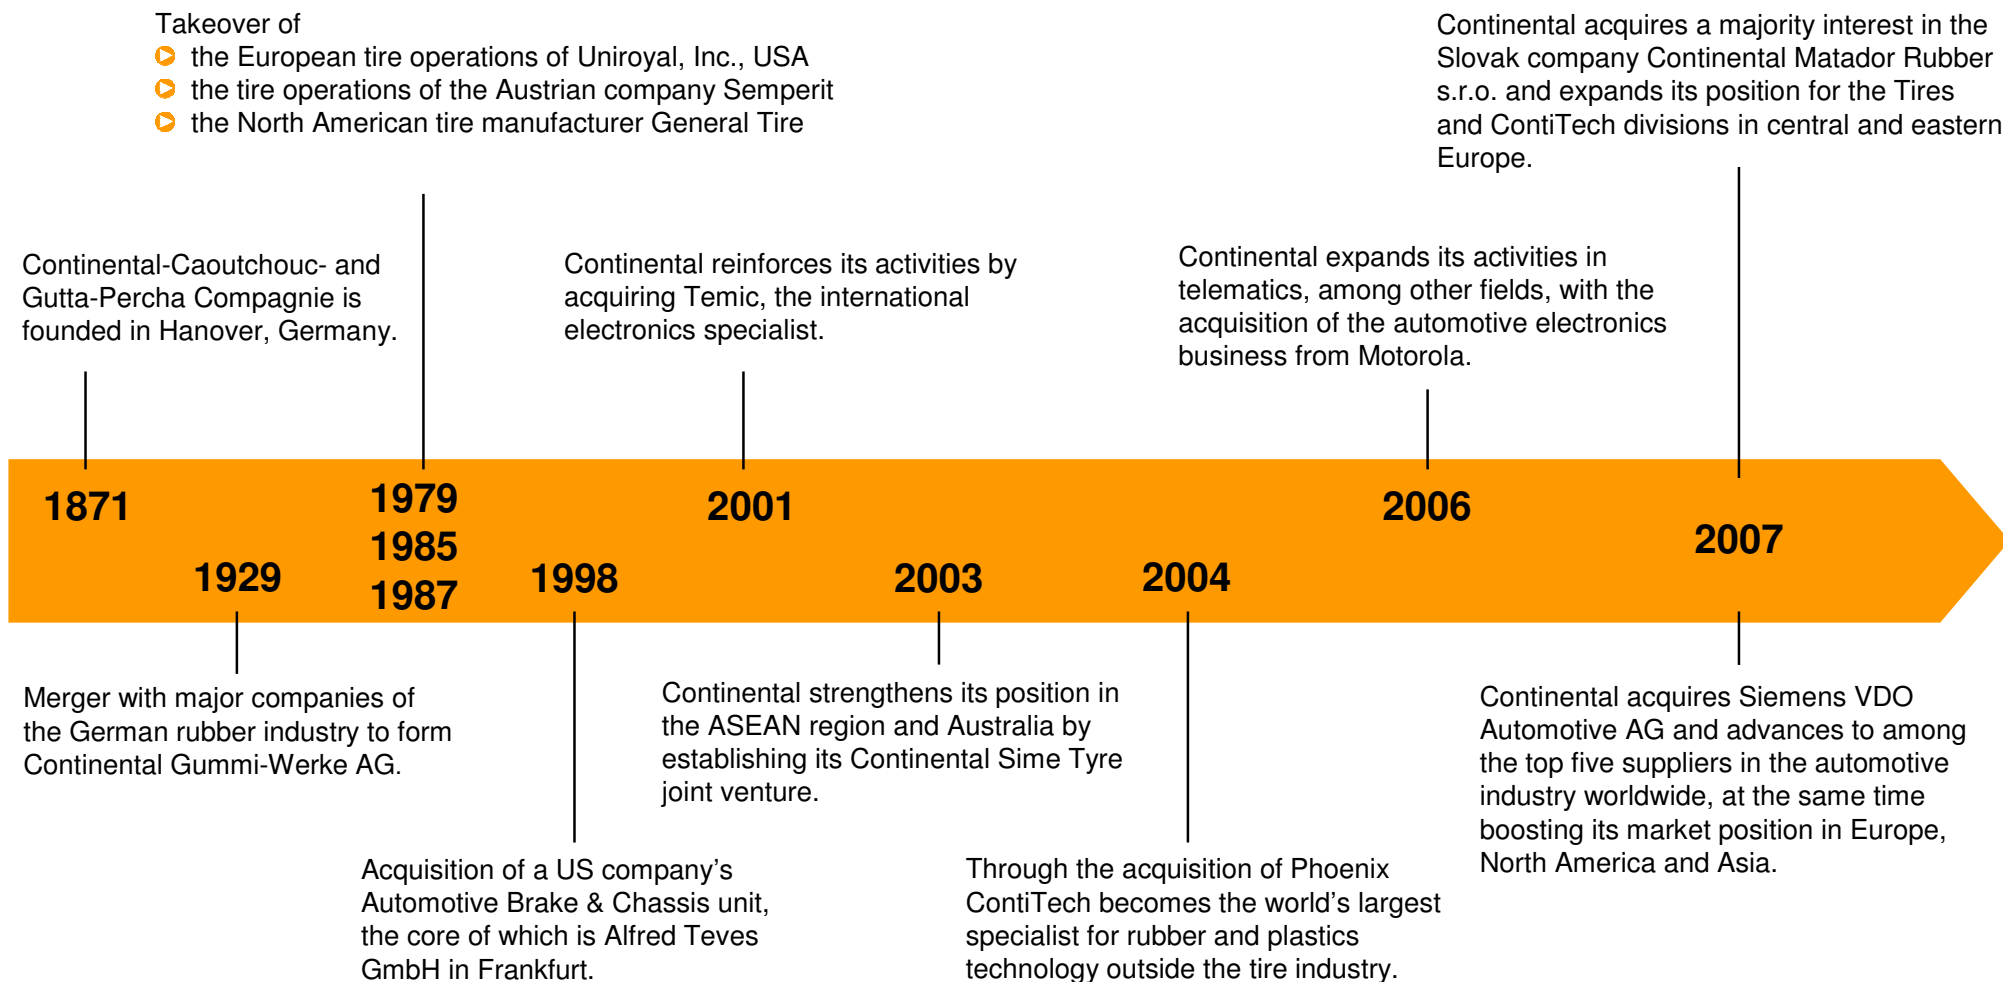 Takeover of
the European tire operations of Uniroyal, Inc., USA
the tire operations of the Austrian company Semperit
the North American tire manufacturer General Tire
Continental acquires a majority interest in the
Slovak company Continental Matador Rubber
s.r.o. and expands its position for the Tires
and ContiTech divisions in central and eastern
Europe.
Continental-Caoutchouc- and
Gutta-Percha Compagnie is
founded in Hanover, Germany.
Continental reinforces its activities by
acquiring Temic, the international
electronics specialist.
Continental expands its activities in
telematics, among other fields, with the
acquisition of the automotive electronics
business from Motorola.
1871
1929
1979
1985
1987
1998
2001
2003
2004
2006
2007
Merger with major companies of
the German rubber industry to form
Continental Gummi-Werke AG.
Acquisition of a US company’s
Automotive Brake & Chassis unit,
the core of which is Alfred Teves
GmbH in Frankfurt.
Continental strengthens its position in
the ASEAN region and Australia by
establishing its Continental Sime Tyre
joint venture.
Through the acquisition of Phoenix
ContiTech becomes the world’s largest
specialist for rubber and plastics
technology outside the tire industry.
Continental acquires Siemens VDO
Automotive AG and advances to among
the top five suppliers in the automotive
industry worldwide, at the same time
boosting its market position in Europe,
North America and Asia.